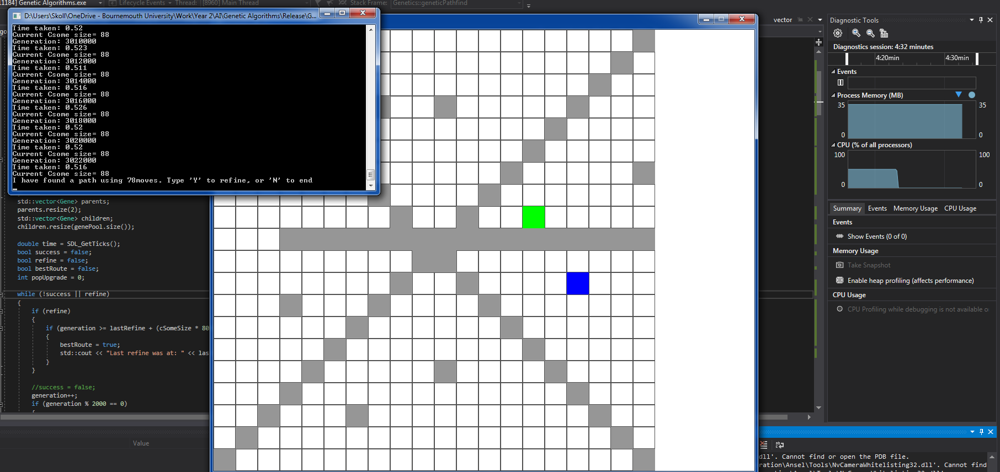 11184] Genetic Algorithms.exe
Lifecycle Events
Thread:
[8960] Main Thread
Stack Frame:
Genetics::geneticPathfind
D:\Users\Skoll\OneDrive - Bournemouth University\Work\Year 2\AI\Genetic Algorithms\Release\G...
Time taken: 0.52
Current Csome size= 88
Generation: 3010000
Time taken: 0.523
Current Csome size= 88
Generation: 3012000
Time taken: 0.511
Current Csome size= 88
Generation: 3014000
Time taken: 0.516
Current Csome size= 88
Generation: 3016000
Time taken: 0.526
Current Csome size= 88
Generation: 3018000
Time taken: 0.52
Current Csome size= 88
Generation: 3020000
Time taken: 0.52
Current Csome size= 88
Generation: 3022000
Time taken: 0.516
Current Csome size= 88
I have found a path using 78moves. Type 'Y' to refine, or 'N' to end
std::vector<Gene> parents;
parents.resize(2);
std::vector<Gene> children;
children.resize(genePool.size());
double time = SDL_GetTicks();
bool success = false;
bool refine = false;
bool bestRoute = false;
int popUpgrade = 0;
while (!success || refine)
{
if (refine)
{
if (generation >= lastRefine + (cSomeSize * 80
{
bestRoute = true;
std::cout << "Last refine was at: " << las
}
}
//success = false;
generation++;
if (generation % 2000 == 0)
Value
vector
Diagnostic Tools
Diagnostics session: 4:32 minutes
4:20min
4:30min
Events
Process Memory (MB)
35
35
0
0
CPU (% of all processors)
100
100
0
0
Summary
Events
Memory Usage
CPU Usage
Events
Show Events (0 of 0)
Memory Usage
Take Snapshot
Enable heap profiling (affects performance)
CPU Usage
CPU Profiling while debugging is not available o
dll'. Cannot find or open the PDB file.
ration\Ansel\Tools\NvCameraWhitelisting32.dll'. Cannot find